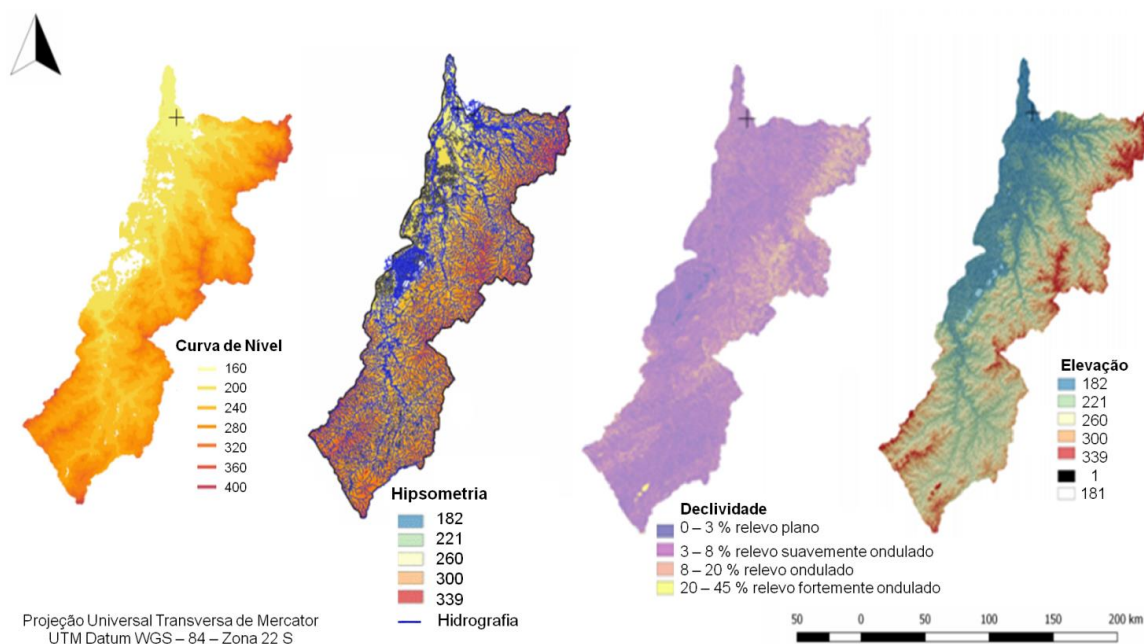 Curva de Nível
160
200
240
280
320
360
400
Hipsometria
182
221
260
300
339
Hidrografia
Declividade
0 – 3 % relevo plano
3 – 8 % relevo suavemente ondulado
8 – 20 % relevo ondulado
20 – 45 % relevo fortemente ondulado
Elevação
182
221
260
300
339
1
181
Projeção Universal Transversa de Mercator
UTM Datum WGS – 84 – Zona 22 S
50 0 50 100 150 200 km